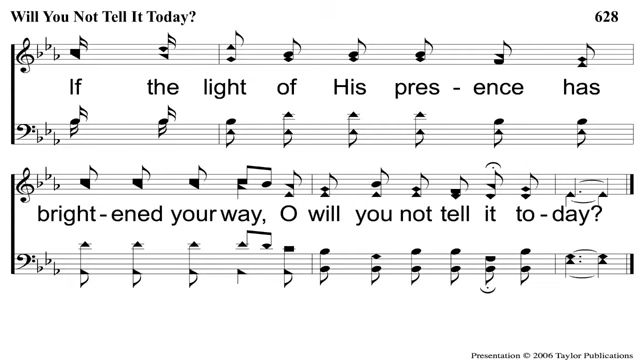 Will You Not Tell It Today?
628
If the light of His pres - ence has
bright-ened your way, O will you not tell it to-day?
Presentation © 2006 Taylor Publications